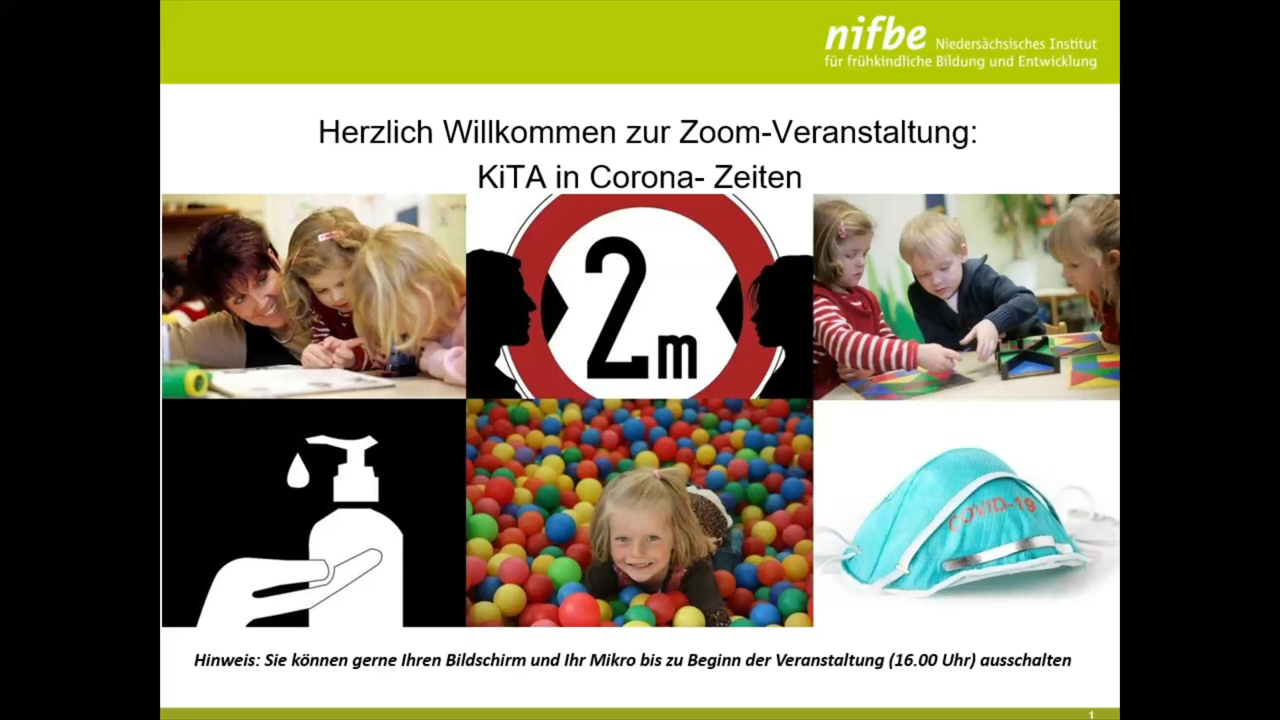 nifbe Niedersächsisches Institut
für frühkindliche Bildung und Entwicklung
Herzlich Willkommen zur Zoom-Veranstaltung:
KiTA in Corona- Zeiten
2m
COVID-19
Hinweis: Sie können gerne Ihren Bildschirm und Ihr Mikro bis zu Beginn der Veranstaltung (16.00 Uhr) ausschalten
1